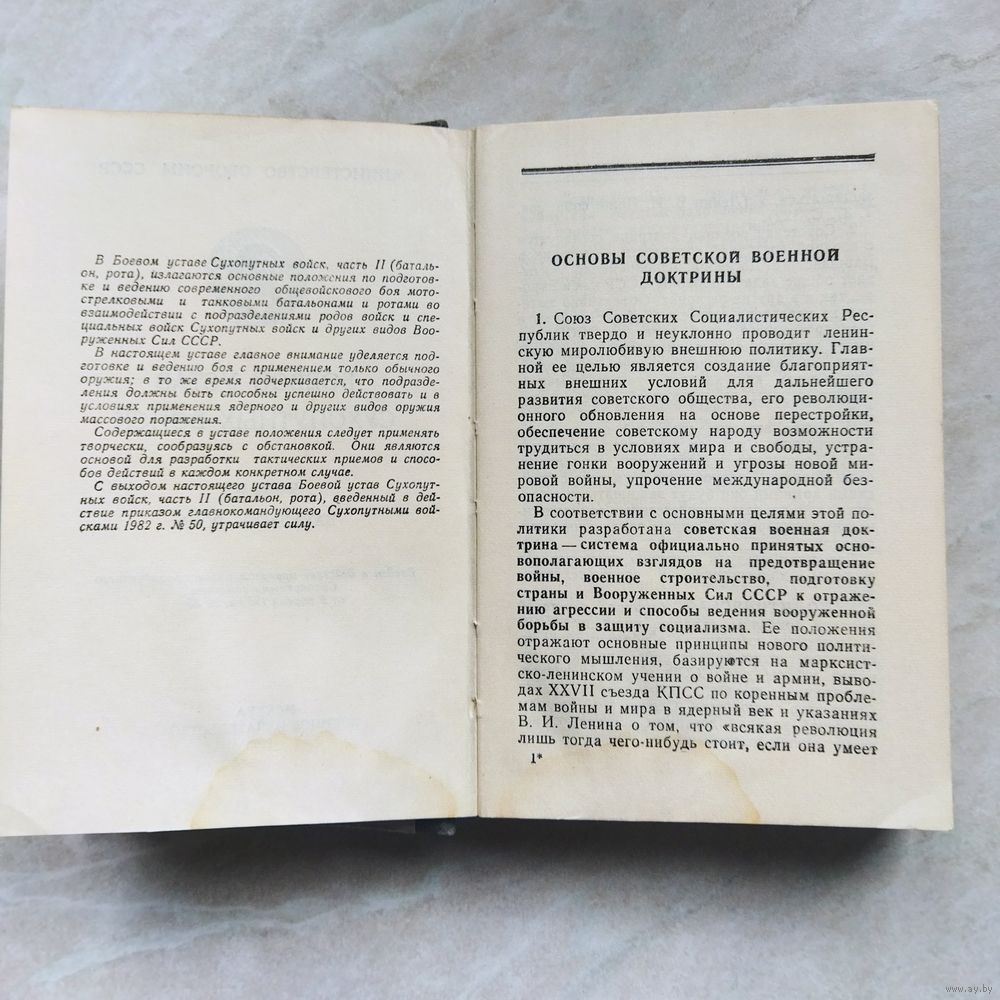 В Боевом уставе Сухопутных войск, часть II (баталь-
он, рота), излагаются основные положения по подготов-
ке и ведению современного общевойскового боя мото-
стрелковыми и танковыми батальонами и ротами во
взаимодействии с подразделениями родов войск и спе-
циальных войск Сухопутных войск и других видов Воо-
руженных Сил СССР.
В настоящем уставе главное внимание уделяется под-
готовке и ведению боя с применением только обычного
оружия; в то же время подчеркивается, что подразде-
ления должны быть способны успешно действовать и в
условиях применения ядерного и других видов оружия
массового поражения.
Содержащиеся в уставе положения следует применять
творчески, сообразуясь с обстановкой. Они являются
основой для разработки тактических приемов и спосо-
бов действий в каждом конкретном случае.
С выходом настоящего устава Боевой устав Сухопут-
ных войск, часть II (батальон, рота), введенный в дей-
ствие приказом главнокомандующего Сухопутными вой-
сками 1982 г. № 50, утрачивает силу.
МИНИСТЕРСТВО ОБОРОНЫ СССР
ОСНОВЫ СОВЕТСКОЙ ВОЕННОЙ
ДОКТРИНЫ
1. Союз Советских Социалистических Рес-
публик твердо и неуклонно проводит ленин-
скую миролюбивую внешнюю политику. Глав-
ной ее целью является создание благоприят-
ных внешних условий для дальнейшего
развития советского общества, его революци-
онного обновления на основе перестройки,
обеспечение советскому народу возможности
трудиться в условиях мира и свободы, устра-
нение гонки вооружений и угрозы новой ми-
ровой войны, упрочение международной без-
опасности.
В соответствии с основными целями этой по-
литики разработана советская военная док-
трина — система официально принятых осно-
вополагающих взглядов на предотвращение
войны, военное строительство, подготовку
страны и Вооруженных Сил СССР к отраже-
нию агрессии и способы ведения вооруженной
борьбы в защиту социализма. Ее положения
отражают основные принципы нового полити-
ческого мышления, базируются на марксист-
ско-ленинском учении о войне и армии, выво-
дах XXVII съезда КПСС по коренным пробле-
мам войны и мира в ядерный век и указаниях
В. И. Ленина о том, что «всякая революция
лишь тогда чего-нибудь стоит, если она умеет
1*
www.ay.by